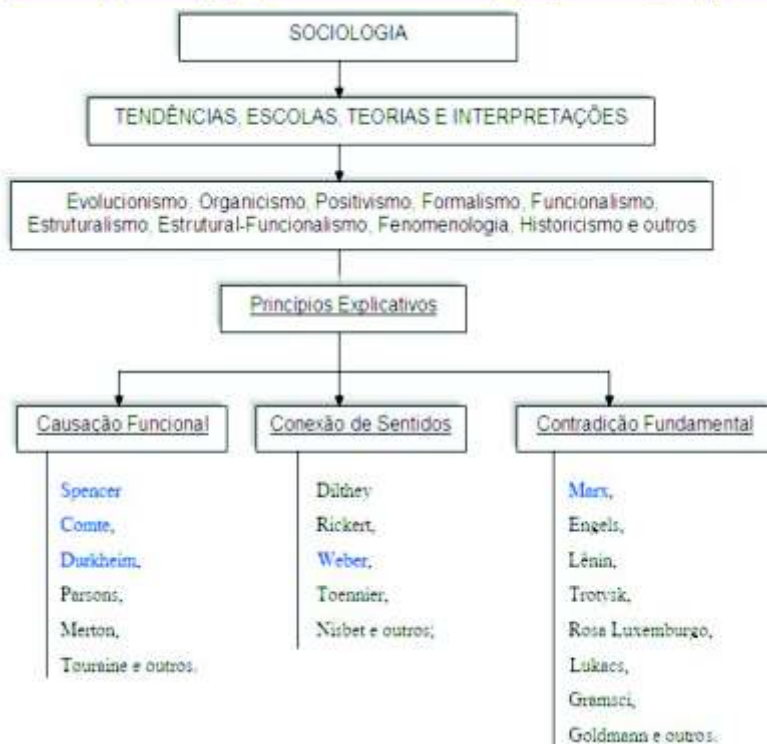 SOCIOLOGIA
TENDÊNCIAS, ESCOLAS, TEORIAS E INTERPRETAÇÕES
Evolucionismo, Organicismo, Positivismo, Formalismo, Funcionalismo,
Estruturalismo, Estrutural-Funcionalismo, Fenomenologia, Historicismo e outros
Princípios Explicativos
Causação Funcional
Spencer
Comte,
Durkheim,
Parsons,
Merton,
Touraine e outros.
Conexão de Sentidos
Dilthey
Rickert,
Weber,
Toennier,
Nisbet e outros;
Contradição Fundamental
Marx,
Engels,
Lênin,
Trotysk,
Rosa Luxemburgo,
Lukacs,
Gramsci,
Goldmann e outros.